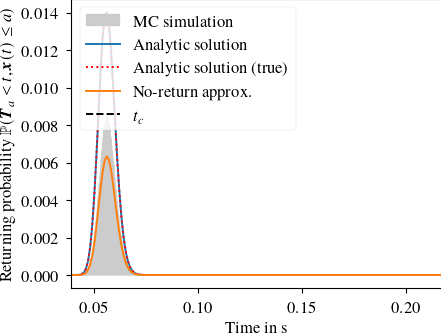 Returning probability ℙ(T_a < t, x(t) ≤ a)
0.014
0.012
0.010
0.008
0.006
0.004
0.002
0.000
MC simulation
Analytic solution
Analytic solution (true)
No-return approx.
t_c
0.05
0.10
0.15
0.20
Time in s